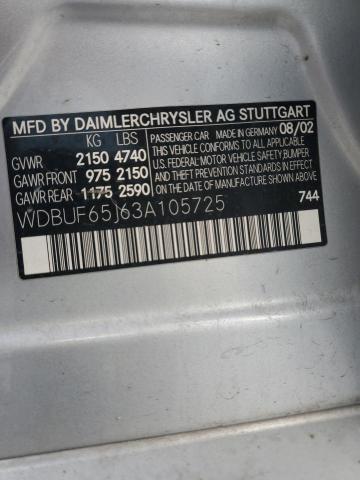 MFD BY DAIMLERCHRYSLER AG STUTTGART
KG LBS
GVWR 2150 4740
GAWR FRONT 975 2150
GAWR REAR 1175 2590
PASSENGER CAR MADE IN GERMANY 08/02
THIS VEHICLE CONFORMS TO ALL APPLICABLE
U.S. FEDERAL MOTOR VEHICLE SAFETY, BUMPER
AND THEFT PREVENTION STANDARDS IN EFFECT
ON THE DATE OF MANUFACTURE SHOWN ABOVE
WDBUF65J63A105725
744